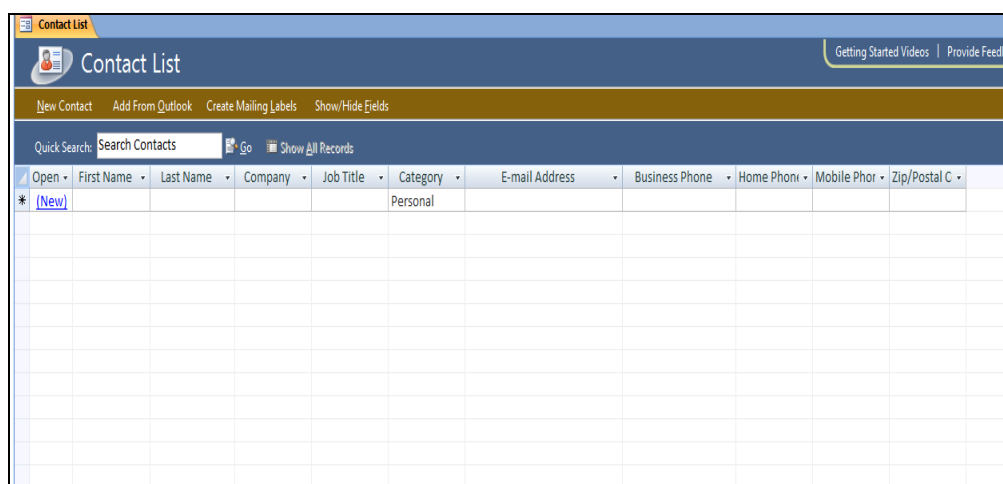 Contact List
Getting Started Videos | Provide Feed
Contact List
New Contact Add From Outlook Create Mailing Labels Show/Hide Fields
Quick Search: Search Contacts Go Show All Records
Open First Name Last Name Company Job Title Category E-mail Address Business Phone Home Phone Mobile Phor Zip/Postal C
* (New) Personal